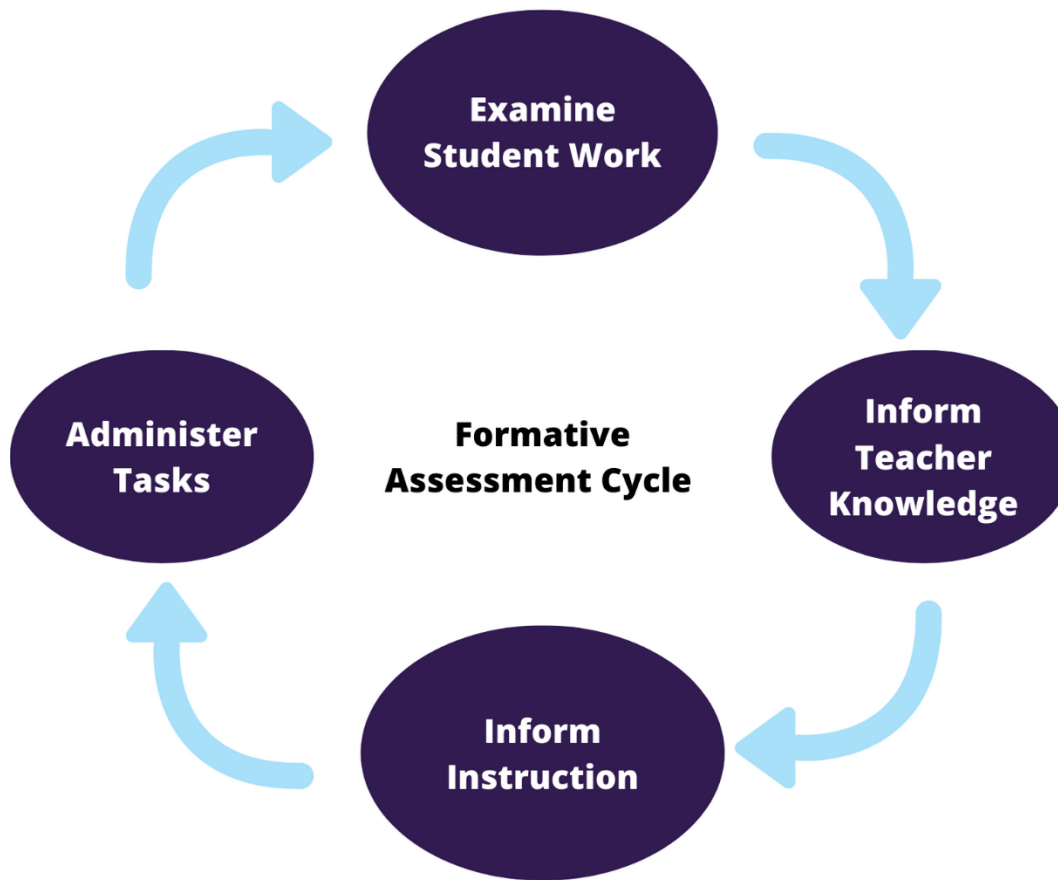 Examine
Student Work
Inform
Teacher
Knowledge
Inform
Instruction
Administer
Tasks
Formative
Assessment Cycle